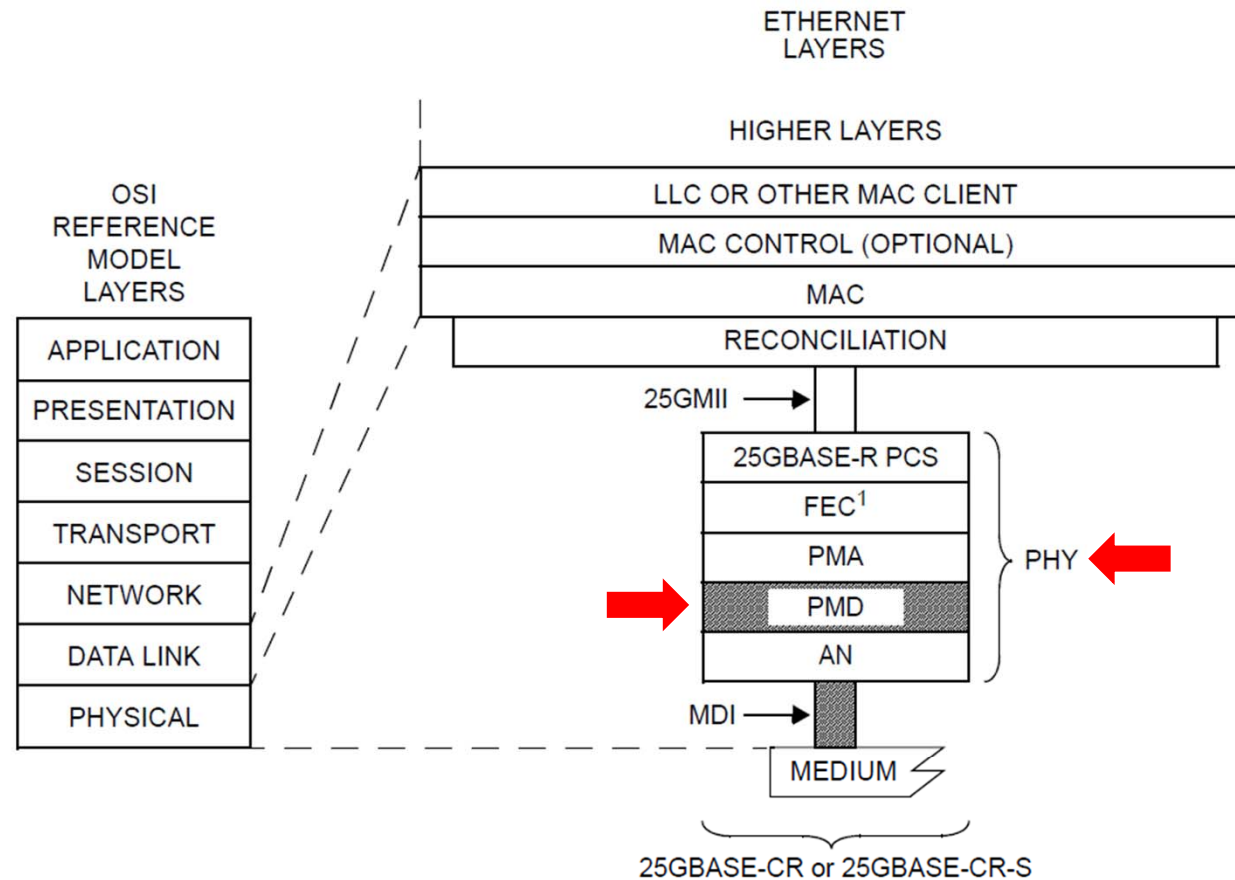 ETHERNET
LAYERS
HIGHER LAYERS
OSI
REFERENCE
MODEL
LAYERS
LLC OR OTHER MAC CLIENT
MAC CONTROL (OPTIONAL)
MAC
RECONCILIATION
APPLICATION
PRESENTATION
SESSION
TRANSPORT
NETWORK
DATA LINK
PHYSICAL
25GMII
25GBASE-R PCS
FEC¹
PMA
PMD
AN
PHY
MDI
MEDIUM
25GBASE-CR or 25GBASE-CR-S